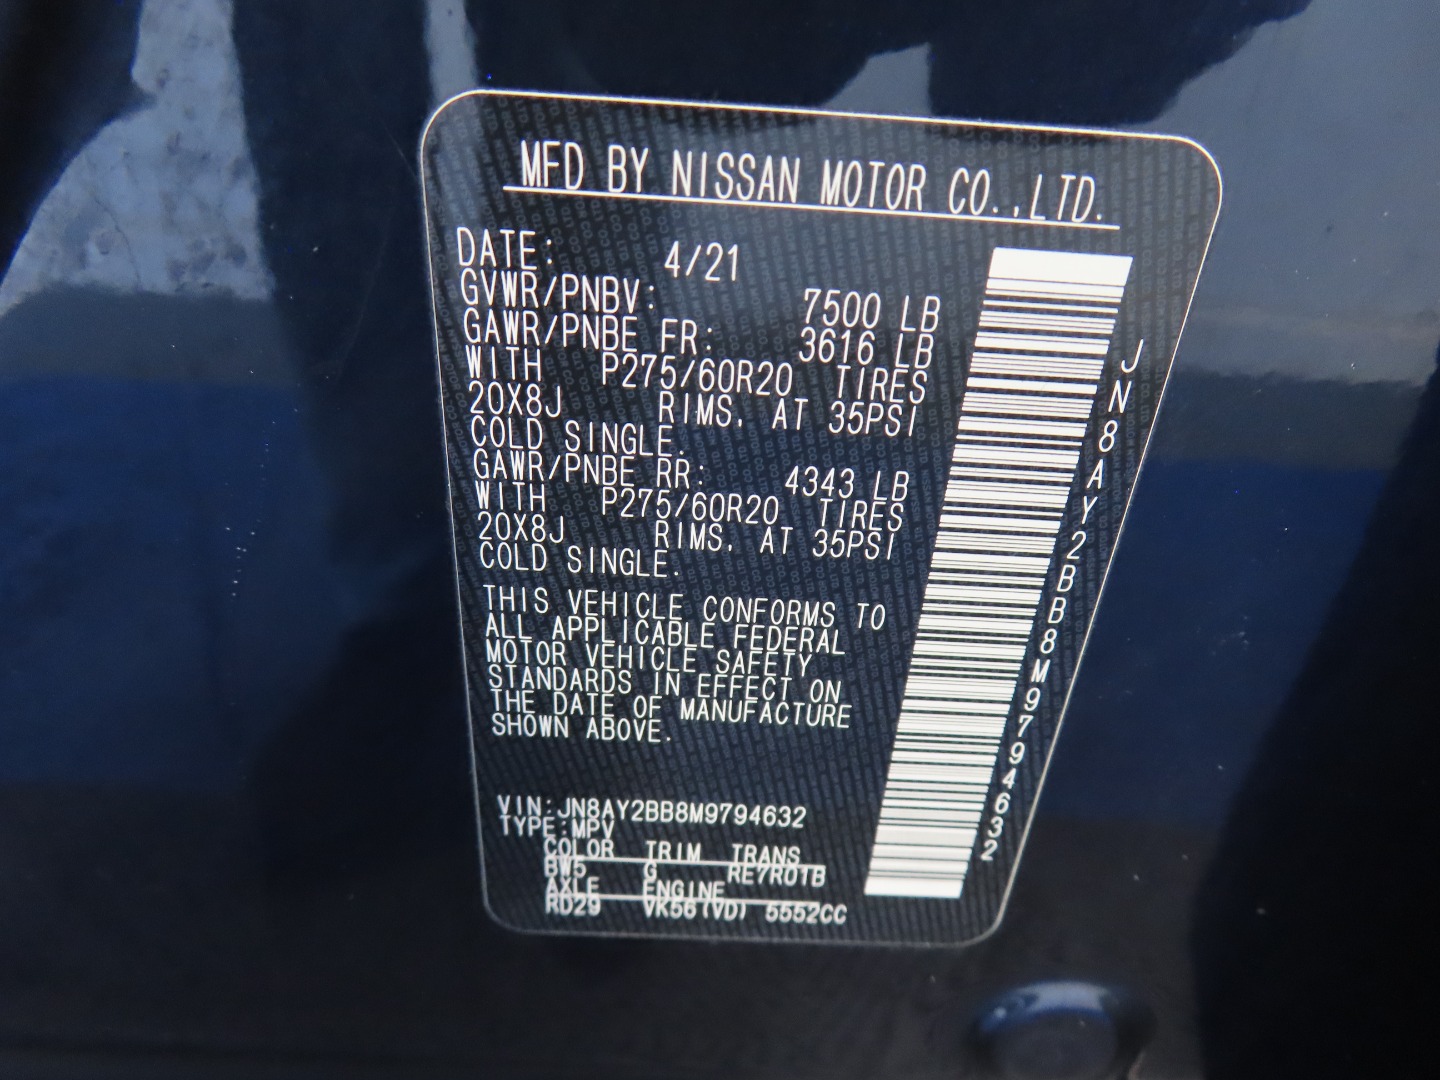 MFD BY NISSAN MOTOR CO.,LTD.
DATE: 4/21
GVWR/PNBV: 7500 LB
GAWR/PNBE FR: 3616 LB
WITH P275/60R20 TIRES
20X8J RIMS. AT 35PSI
COLD SINGLE.
GAWR/PNBE RR: 4343 LB
WITH P275/60R20 TIRES
20X8J RIMS. AT 35PSI
COLD SINGLE.
THIS VEHICLE CONFORMS TO
ALL APPLICABLE FEDERAL
MOTOR VEHICLE SAFETY
STANDARDS IN EFFECT ON
THE DATE OF MANUFACTURE
SHOWN ABOVE.
VIN:JN8AY2BB8M9794632
TYPE:MPV
COLOR TRIM TRANS
BW5 G RE7R01B
AXLE ENGINE
RD29 VK56(VD) 5552CC
JN8AY2BB8M9794632